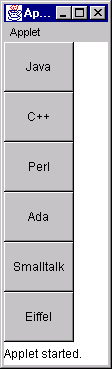 Ap...
Applet
Java
C++
Perl
Ada
Smalltalk
Eiffel
Applet started.